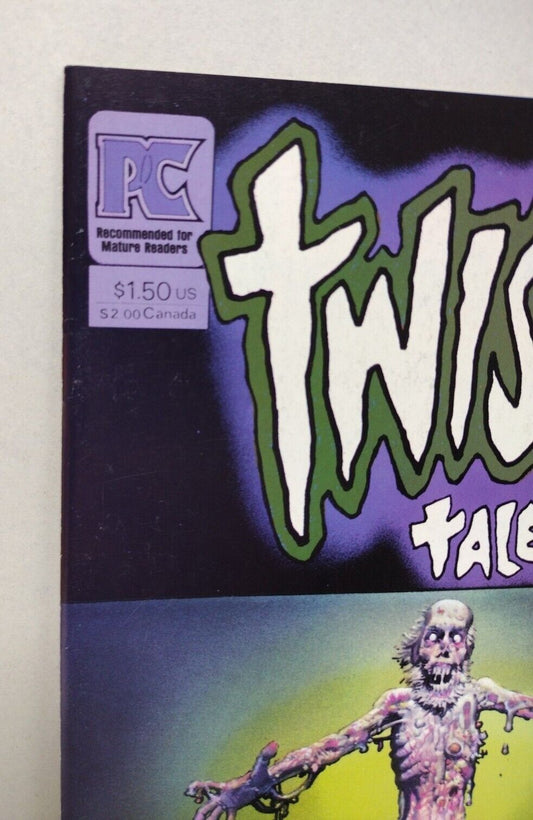 PC
Recommended for
Mature Readers
$1.50 US
$2.00 Canada
TWIS
TALE